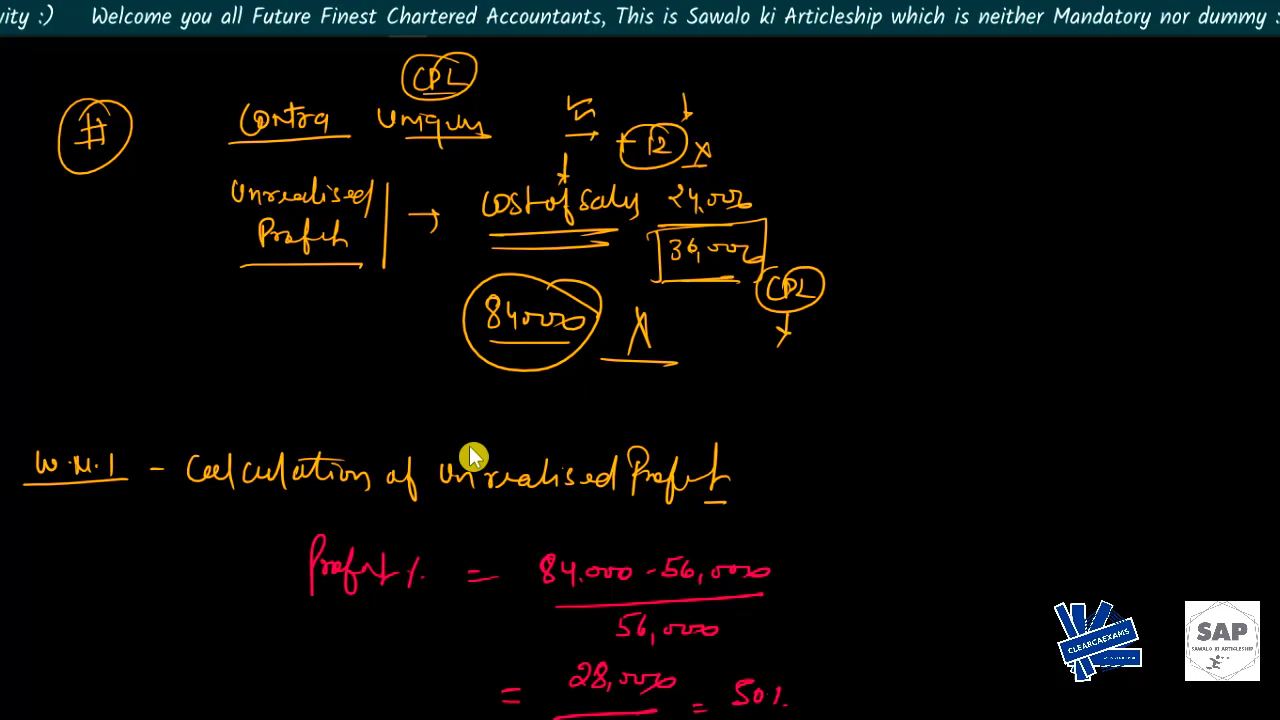 ity :) Welcome you all Future Finest Chartered Accountants, This is Sawalo ki Articleship which is neither Mandatory nor dummy :
CPL
# Contra Unique
+ 12 X
Unrealised Profit → Cost of Sales 24,000
36,000
CPL
84000 X
W.N.1 - Calculation of Unrealised Profit
Profit % = 84,000 - 56,000
56,000
= 28,000 = 50%
CLEARCAEXAMS
SAP
SAWALO KI ARTICLESHIP